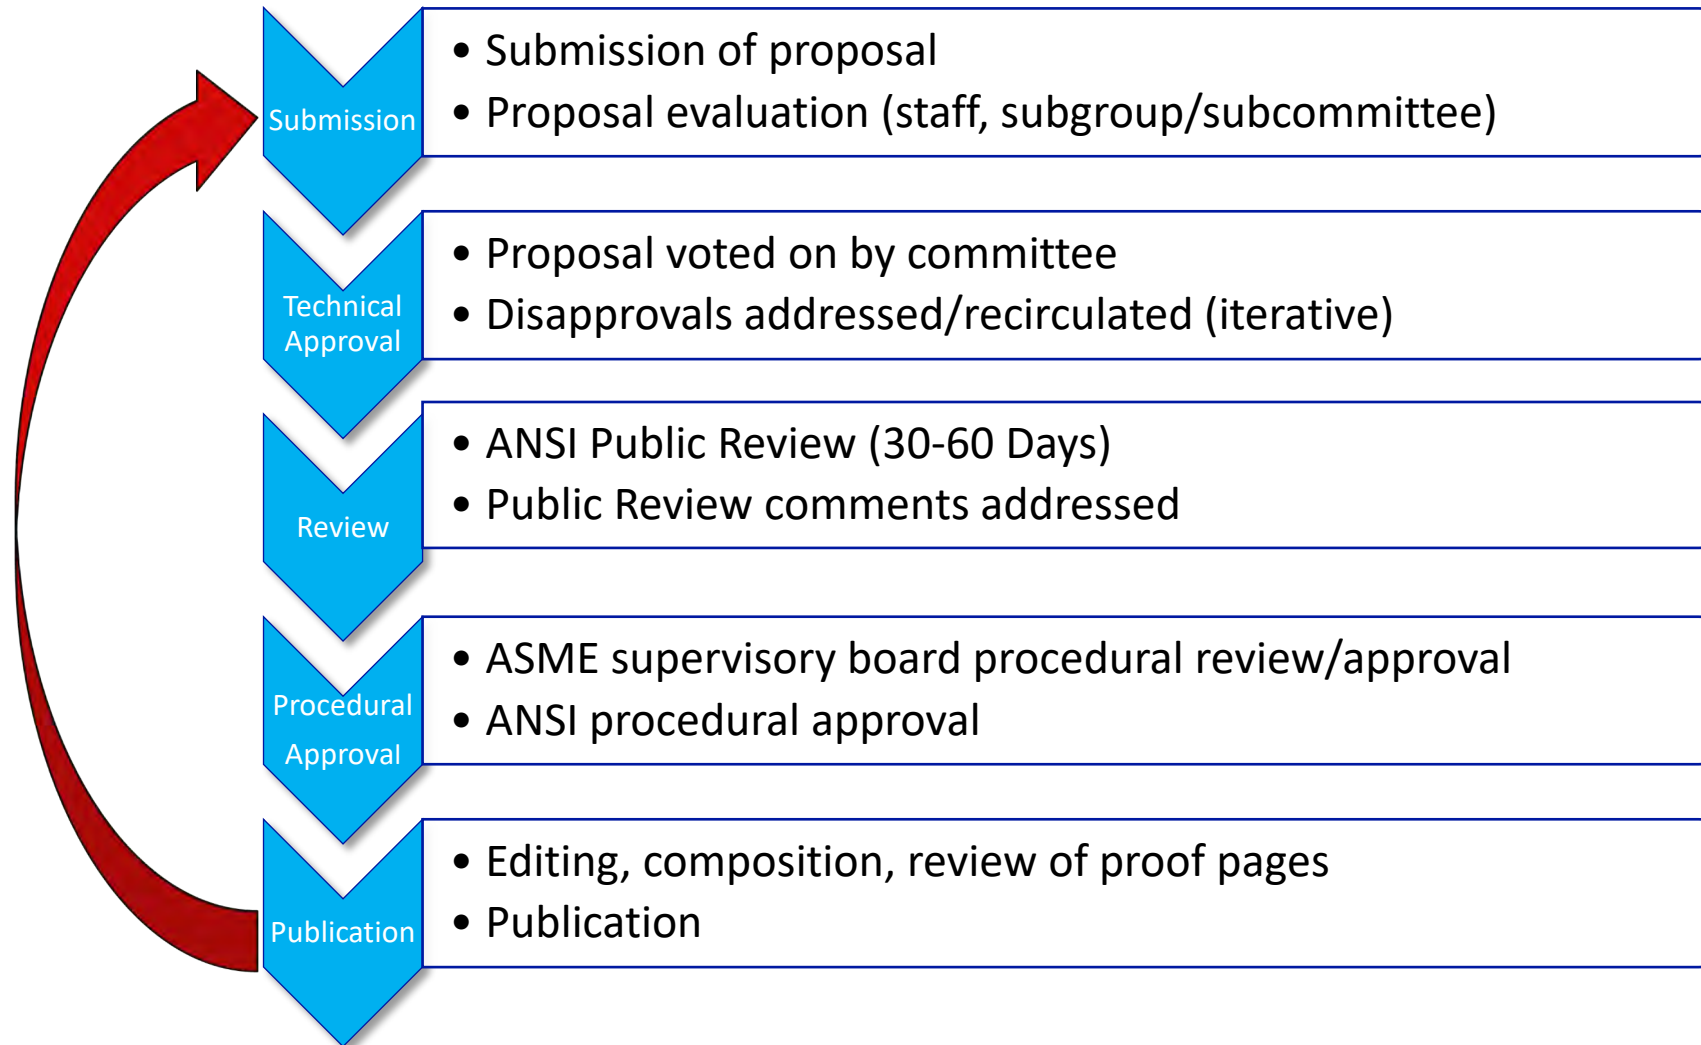 Submission
• Submission of proposal
• Proposal evaluation (staff, subgroup/subcommittee)
Technical
Approval
• Proposal voted on by committee
• Disapprovals addressed/recirculated (iterative)
Review
• ANSI Public Review (30-60 Days)
• Public Review comments addressed
Procedural
Approval
• ASME supervisory board procedural review/approval
• ANSI procedural approval
Publication
• Editing, composition, review of proof pages
• Publication